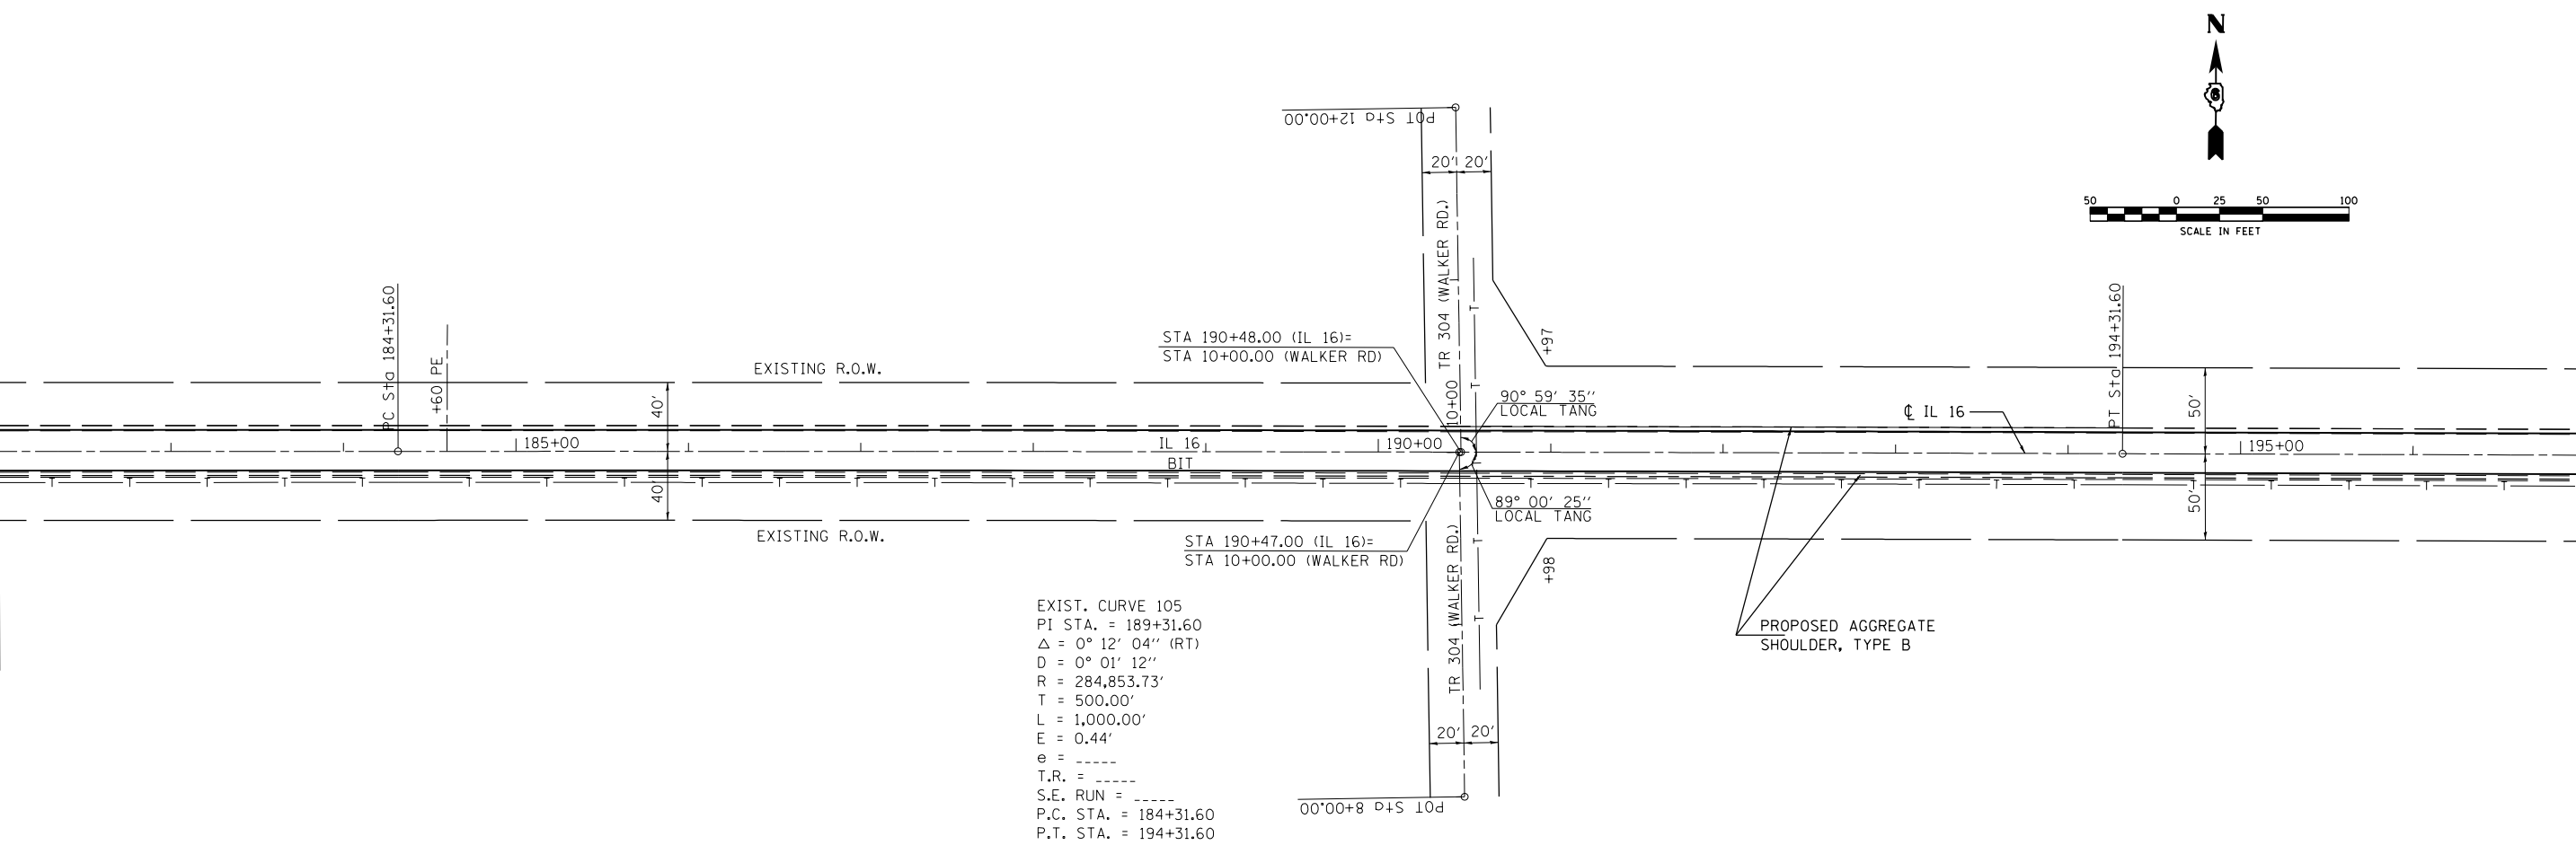 N
6
50 0 25 50 100
SCALE IN FEET
POT Sta 12+00.00
20' 20'
TR 304 (WALKER RD.)
PC Sta 184+31.60
+60 PE
EXISTING R.O.W.
STA 190+48.00 (IL 16)=
STA 10+00.00 (WALKER RD)
+97
PT Sta 194+31.60
10+00
90° 59' 35''
LOCAL TANG
℄ IL 16
40'
50'
185+00
IL 16
190+00
195+00
BIT
40'
50'
T T T T T T T T T T T T T T T T T T T T T T T T T T T T T T T T
T
T
T
T
T
89° 00' 25''
LOCAL TANG
EXISTING R.O.W.
STA 190+47.00 (IL 16)=
STA 10+00.00 (WALKER RD)
+98
TR 304 (WALKER RD.)
EXIST. CURVE 105
PI STA. = 189+31.60
Δ = 0° 12' 04'' (RT)
D = 0° 01' 12''
R = 284,853.73'
T = 500.00'
L = 1,000.00'
E = 0.44'
e = _____
T.R. = _____
S.E. RUN = _____
P.C. STA. = 184+31.60
P.T. STA. = 194+31.60
PROPOSED AGGREGATE
SHOULDER, TYPE B
20' 20'
POT Sta 8+00.00